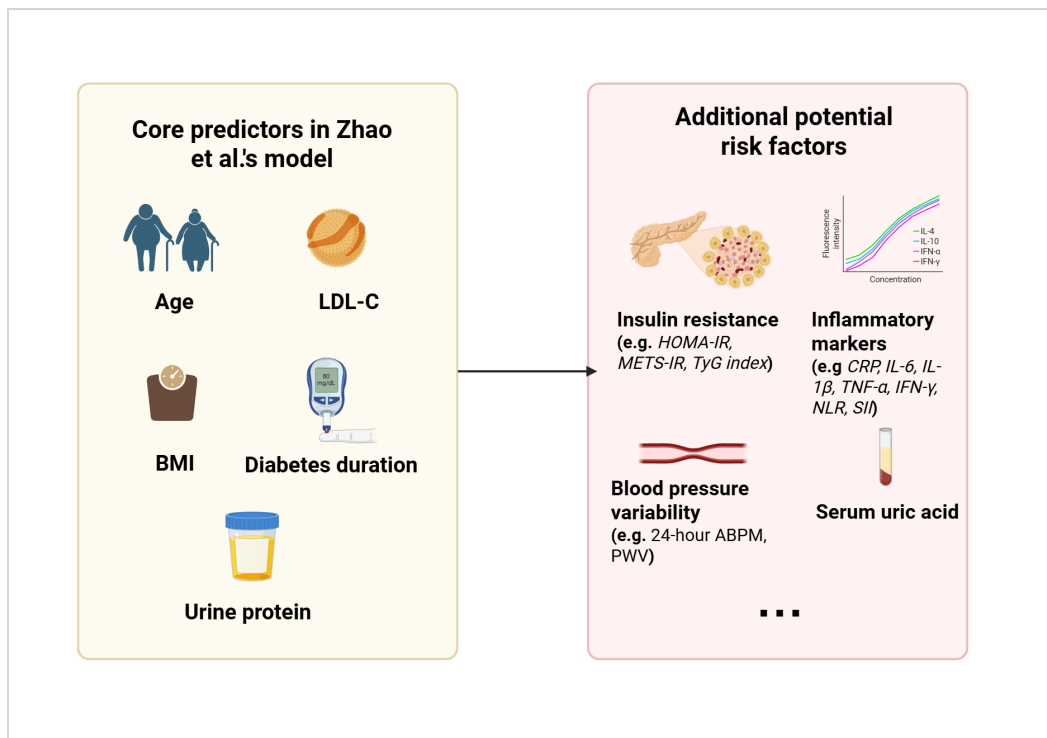 Core predictors in Zhao
et al.'s model
Age
LDL-C
80
mg/dL
BMI
Diabetes duration
Urine protein
Additional potential
risk factors
Fluorescence
intensity
IL-4
IL-10
IFN-α
IFN-γ
Concentration
Insulin resistance
(e.g. HOMA-IR,
METS-IR, TyG index)
Inflammatory
markers
(e.g CRP, IL-6, IL-
1β, TNF-α, IFN-γ,
NLR, SII)
Blood pressure
variability
(e.g. 24-hour ABPM,
PWV)
Serum uric acid
...